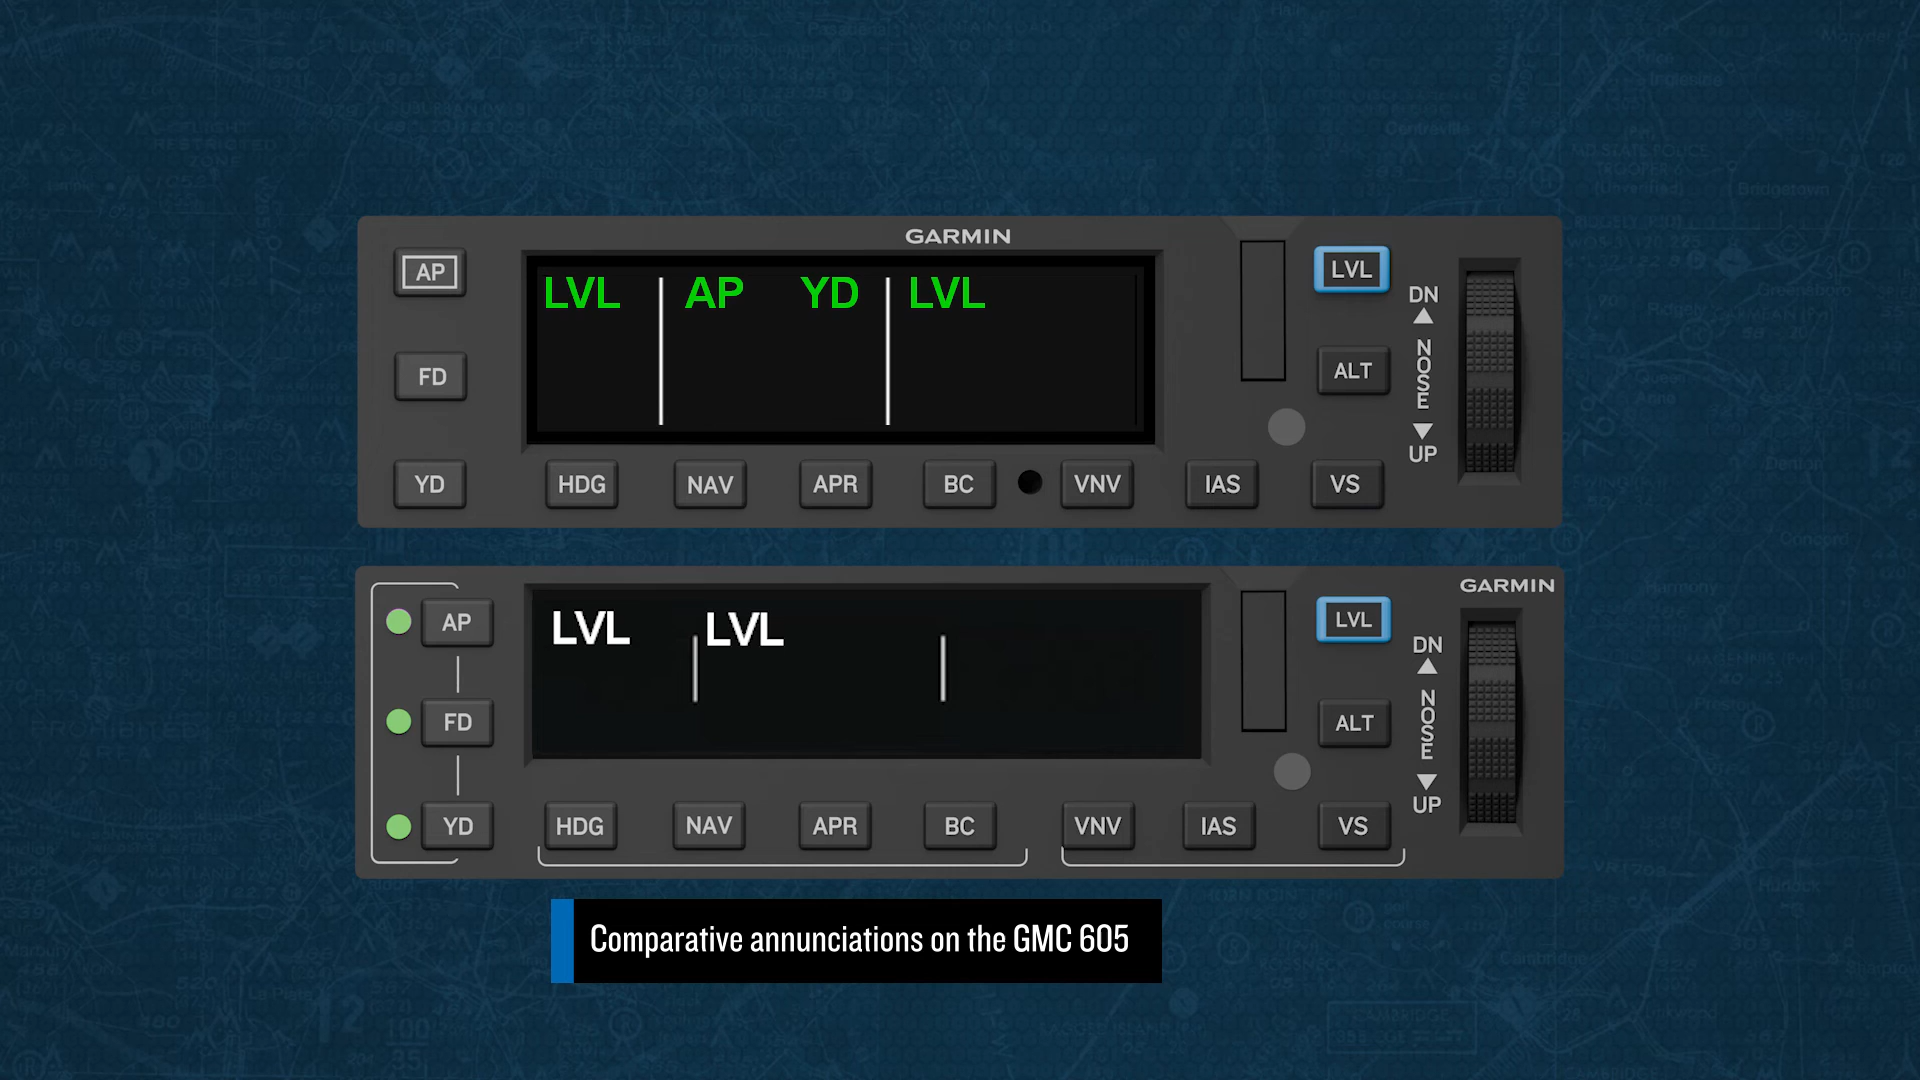 GARMIN
AP LVL AP YD LVL LVL
DN
FD ALT NOSE
UP
YD HDG NAV APR BC VNV IAS VS
GARMIN
AP LVL LVL LVL
DN
FD ALT NOSE
UP
YD HDG NAV APR BC VNV IAS VS
Comparative annunciations on the GMC 605